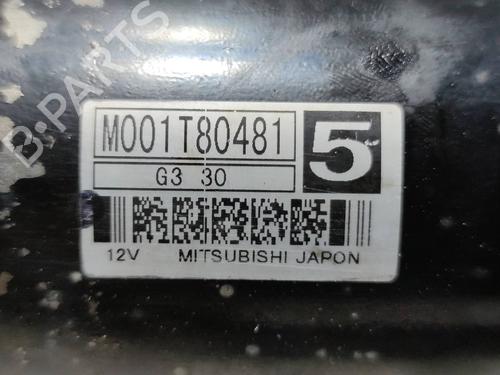 M001T80481
5
G3 30
12V MITSUBISHI JAPON
B-PARTS